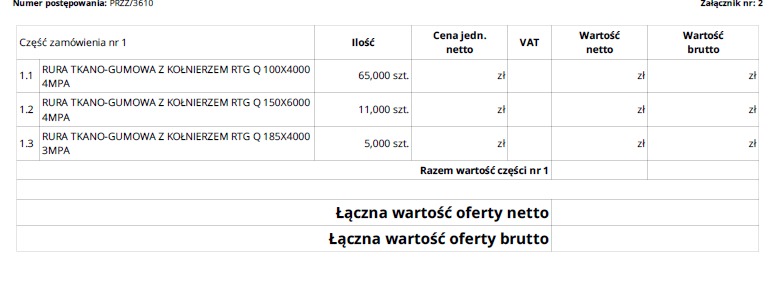 Numer postępowania: PRZZ/3610 Załącznik nr: 2
Część zamówienia nr 1 Ilość Cena jedn. netto VAT Wartość netto Wartość brutto
1.1 RURA TKANO-GUMOWA Z KOŁNIERZEM RTG Q 100X4000 4MPA 65,000 szt. zł zł zł
1.2 RURA TKANO-GUMOWA Z KOŁNIERZEM RTG Q 150X6000 4MPA 11,000 szt. zł zł zł
1.3 RURA TKANO-GUMOWA Z KOŁNIERZEM RTG Q 185X4000 3MPA 5,000 szt. zł zł zł
Razem wartość części nr 1
Łączna wartość oferty netto
Łączna wartość oferty brutto